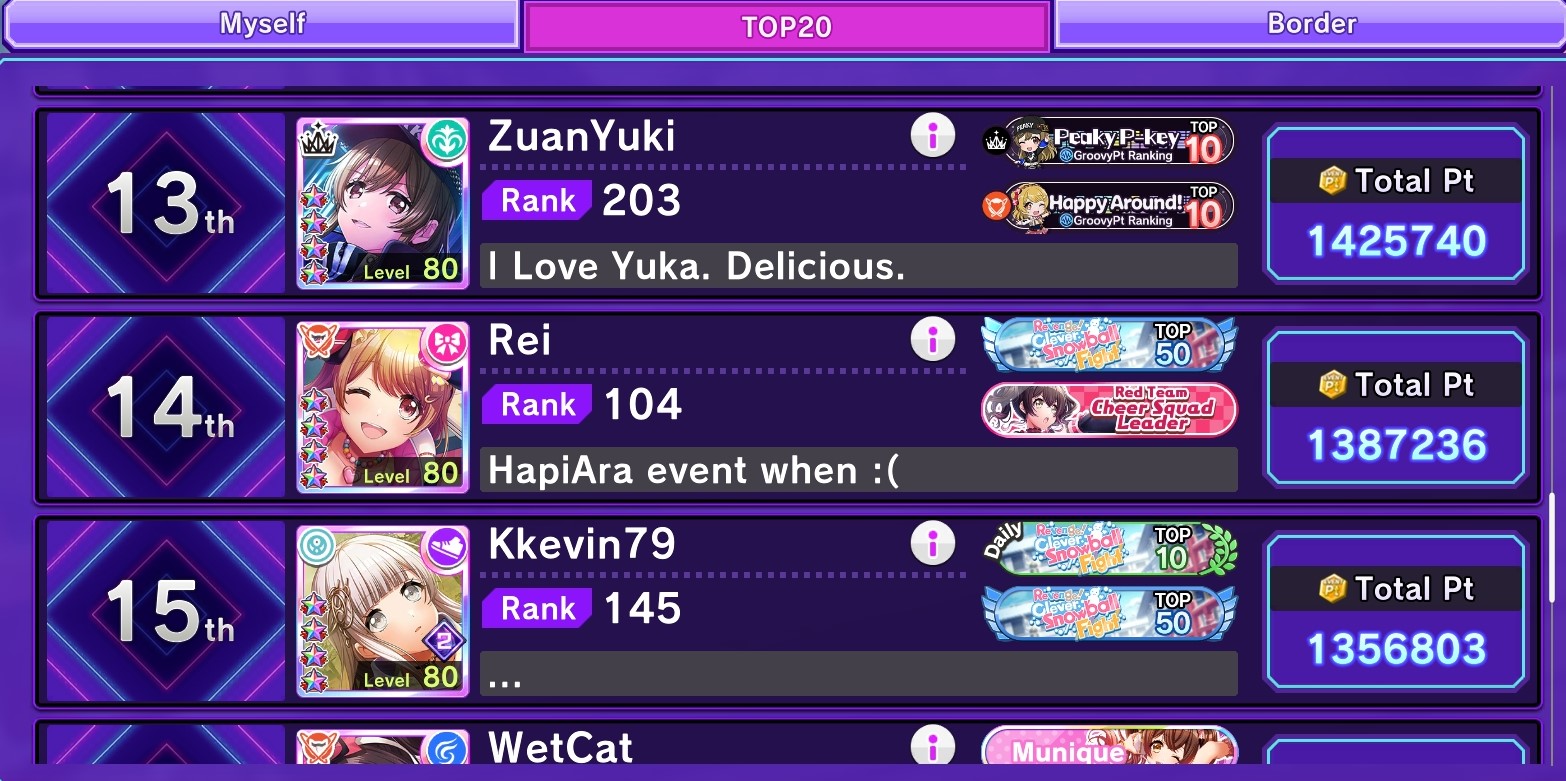 Myself
TOP20
Border
13th
Level 80
ZuanYuki
Rank 203
I Love Yuka. Delicious.
PEAKY
Peaky P-key
GroovyPt Ranking
TOP
10
Happy Around!
GroovyPt Ranking
TOP
10
Total Pt
1425740
14th
Level 80
Rei
Rank 104
HapiAra event when :(
Revenge!
Clever
Snowball
Fight
TOP
50
Red Team
Cheer Squad
Leader
Total Pt
1387236
15th
2
Level 80
Kkevin79
Rank 145
...
Daily
Revenge!
Clever
Snowball
Fight
TOP
10
Revenge!
Clever
Snowball
Fight
TOP
50
Total Pt
1356803
WetCat
Munique